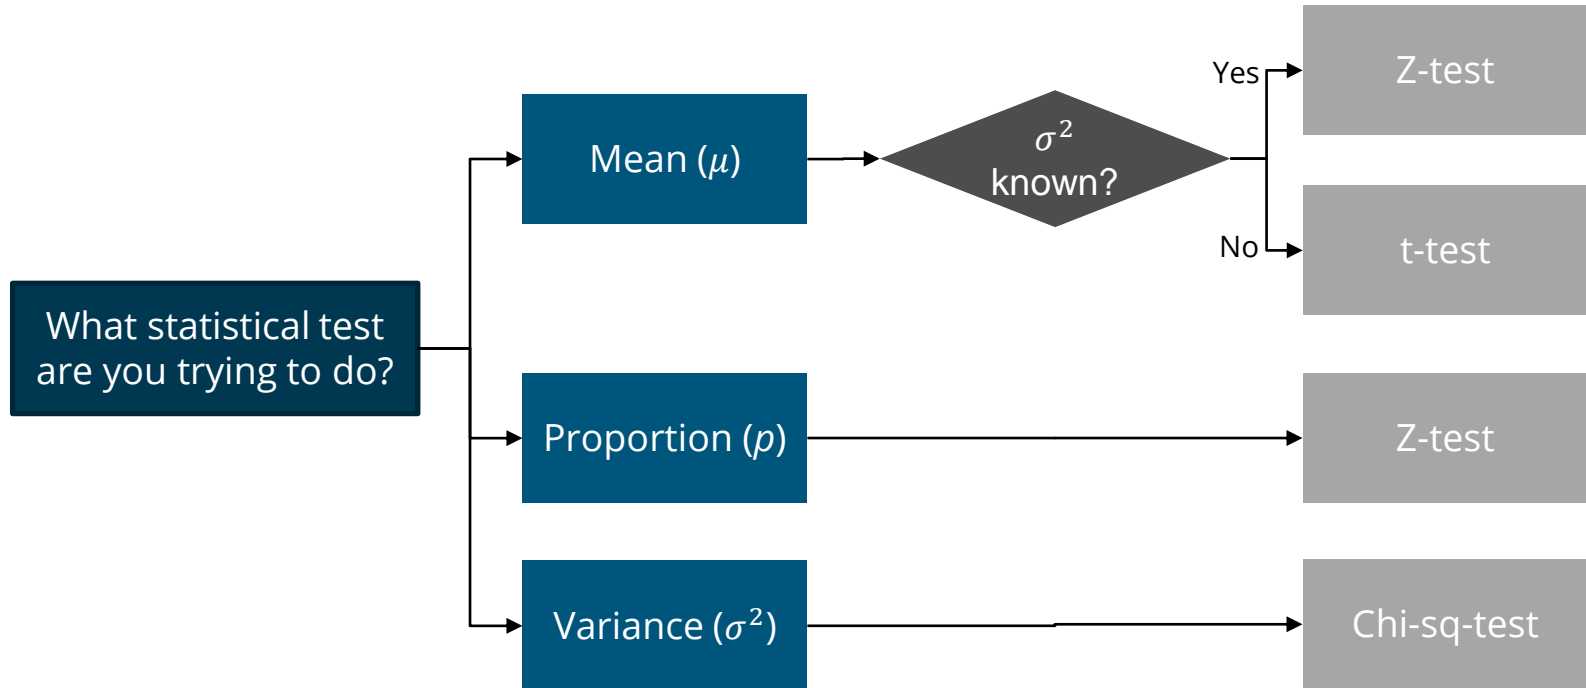 What statistical test
are you trying to do?
Mean (μ)
σ²
known?
Yes
Z-test
No
t-test
Proportion (p)
Z-test
Variance (σ²)
Chi-sq-test